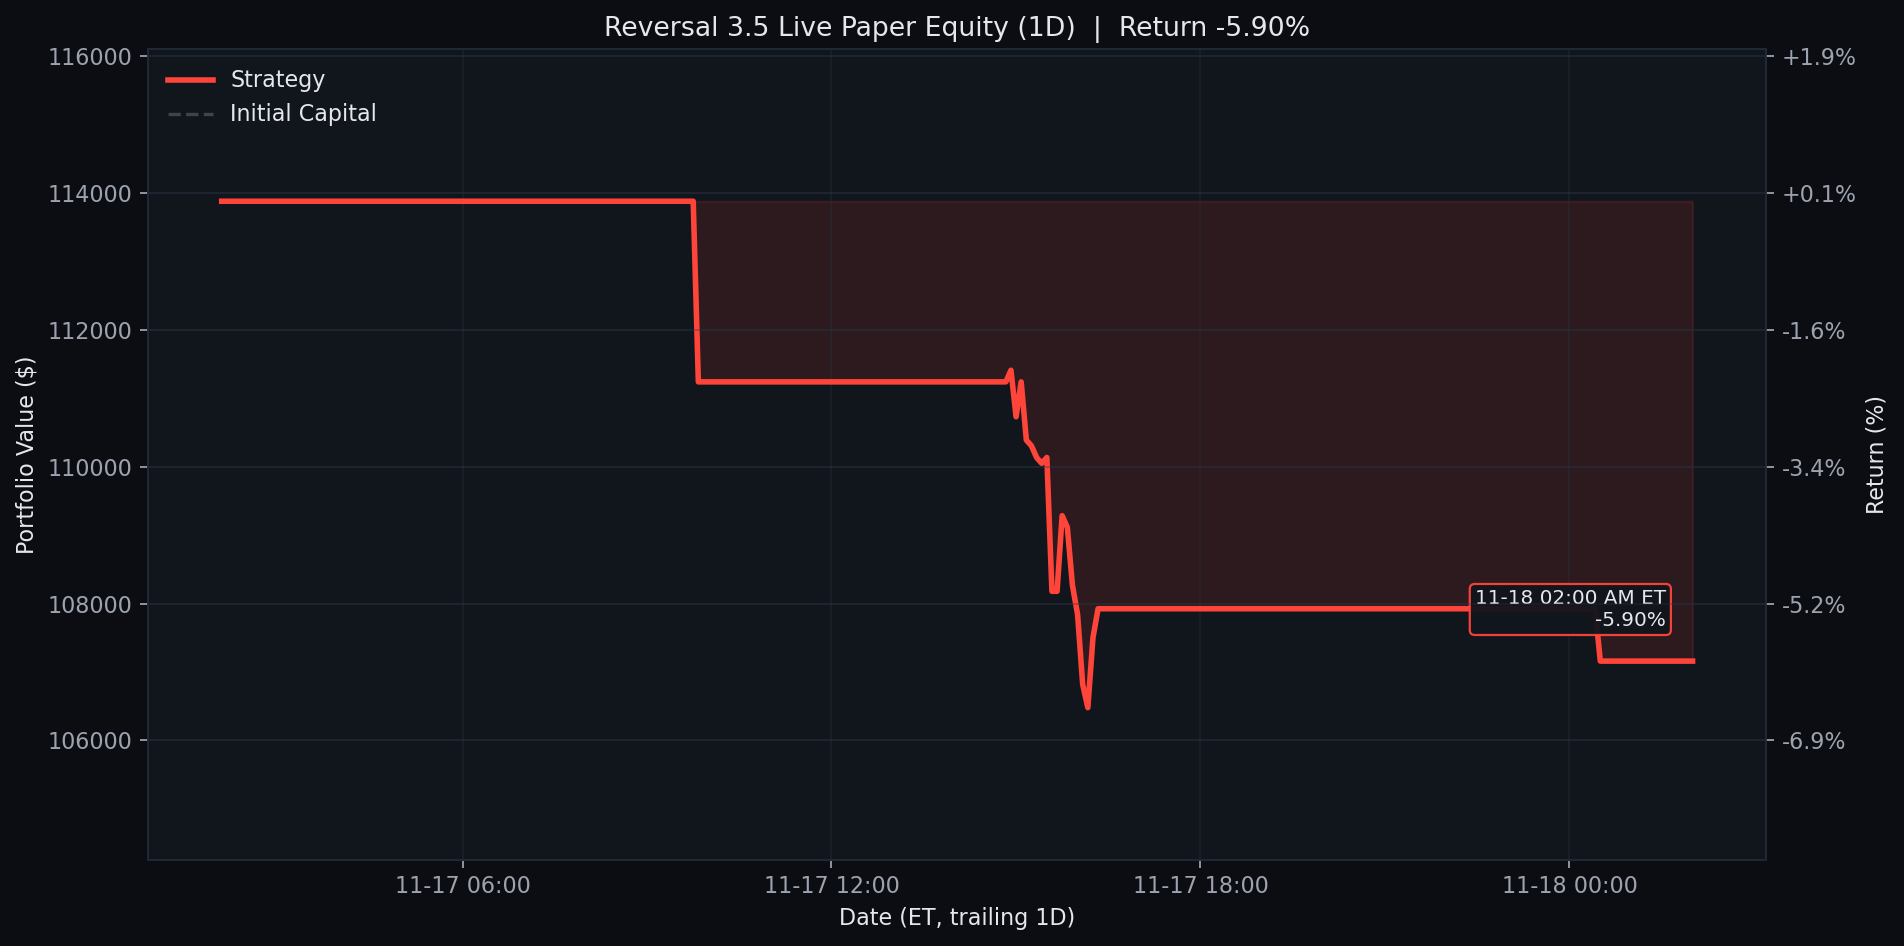 Reversal 3.5 Live Paper Equity (1D)  |  Return -5.90%
Strategy
Initial Capital
Portfolio Value ($)
116000
114000
112000
110000
108000
106000
+1.9%
+0.1%
-1.6%
-3.4%
-5.2%
-6.9%
Return (%)
11-18 02:00 AM ET
-5.90%
11-17 06:00
11-17 12:00
11-17 18:00
11-18 00:00
Date (ET, trailing 1D)